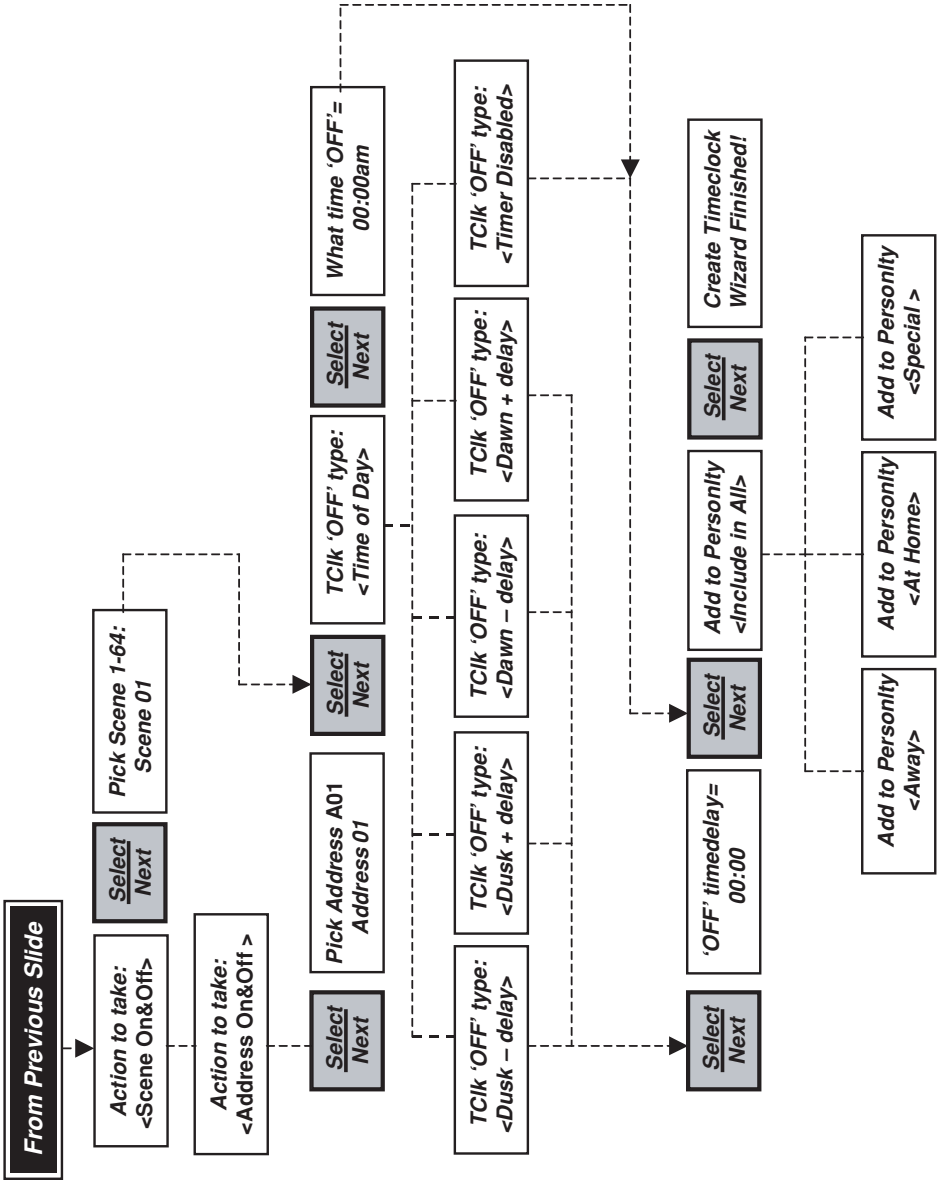 From Previous Slide
Action to take:
<Scene On&Off>
Select
Next
Pick Scene 1-64:
Scene 01
Action to take:
<Address On&Off >
Select
Next
Pick Address A01
Address 01
Select
Next
TClk ‘OFF’ type:
<Time of Day>
Select
Next
What time ‘OFF’=
00:00am
TClk ‘OFF’ type:
<Dusk – delay>
TClk ‘OFF’ type:
<Dusk + delay>
TClk ‘OFF’ type:
<Dawn – delay>
TClk ‘OFF’ type:
<Dawn + delay>
TClk ‘OFF’ type:
<Timer Disabled>
Select
Next
‘OFF’ timedelay=
00:00
Select
Next
Add to Personlty
<Include in All>
Select
Next
Create Timeclock
Wizard Finished!
Add to Personlty
<Away>
Add to Personlty
<At Home>
Add to Personlty
<Special >